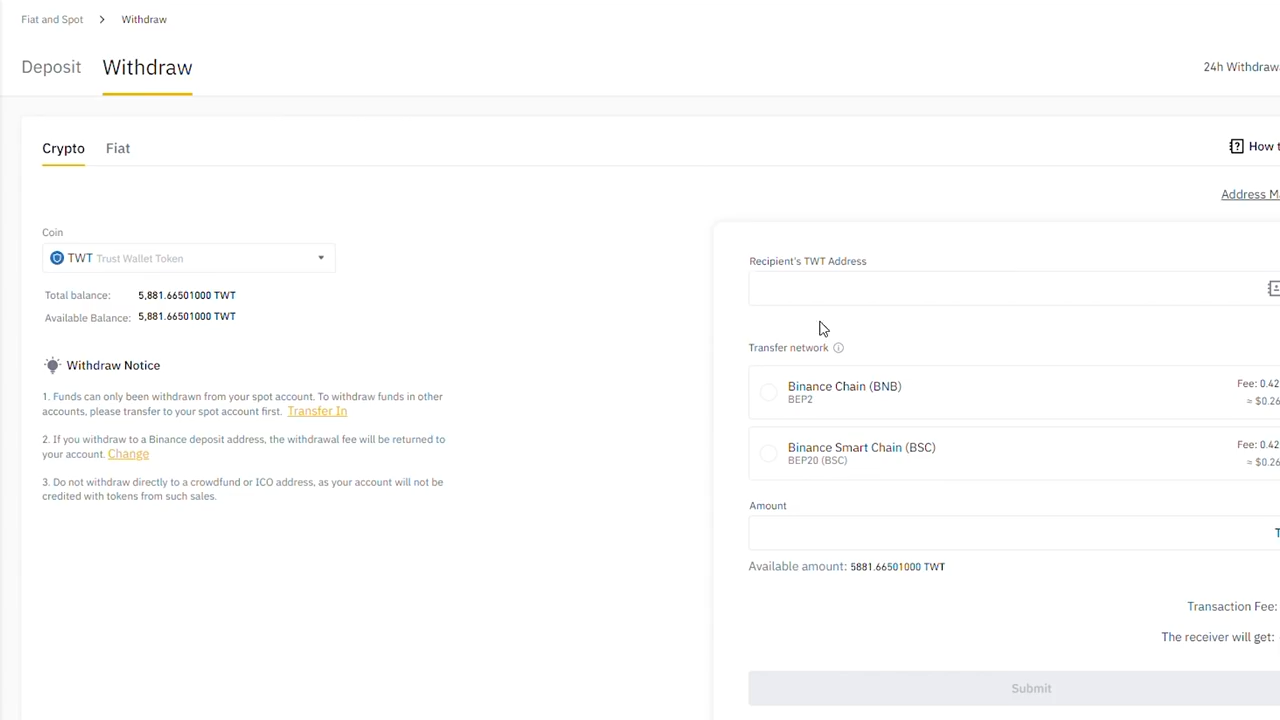 Fiat and Spot > Withdraw
Deposit Withdraw
24h Withdraw
Crypto Fiat
How t
Address M
Coin
TWT Trust Wallet Token
Total balance: 5,881.66501000 TWT
Available Balance: 5,881.66501000 TWT
Withdraw Notice
1. Funds can only been withdrawn from your spot account. To withdraw funds in other
accounts, please transfer to your spot account first. Transfer In
2. If you withdraw to a Binance deposit address, the withdrawal fee will be returned to
your account. Change
3. Do not withdraw directly to a crowdfund or ICO address, as your account will not be
credited with tokens from such sales.
Recipient's TWT Address
Transfer network
Binance Chain (BNB)
BEP2
Fee: 0.42
≈ $0.26
Binance Smart Chain (BSC)
BEP20 (BSC)
Fee: 0.42
≈ $0.26
Amount
T
Available amount: 5881.66501000 TWT
Transaction Fee:
The receiver will get:
Submit